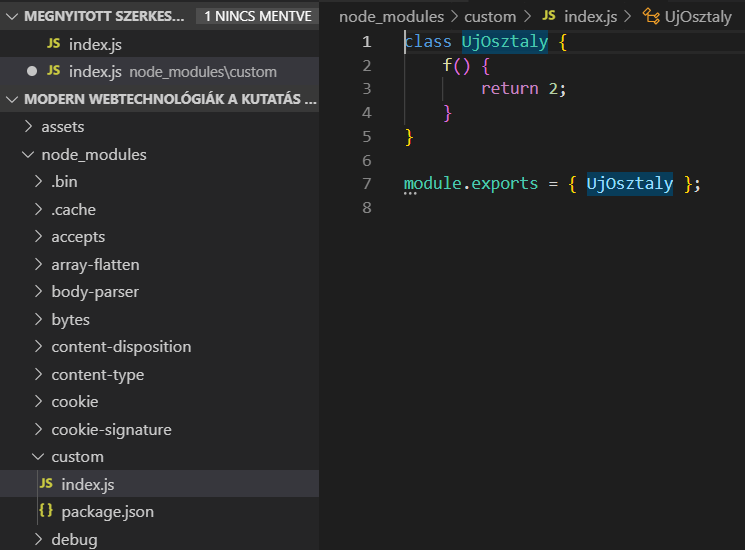 MEGNYITOTT SZERKES... 1 NINCS MENTVE
JS index.js
JS index.js node_modules\custom
MODERN WEBTECHNOLÓGIÁK A KUTATÁS ...
assets
node_modules
.bin
.cache
accepts
array-flatten
body-parser
bytes
content-disposition
content-type
cookie
cookie-signature
custom
JS index.js
{} package.json
debug
node_modules > custom > JS index.js > UjOsztaly
1 class UjOsztaly {
2 f() {
3 return 2;
4 }
5 }
6
7 module.exports = { UjOsztaly };
8